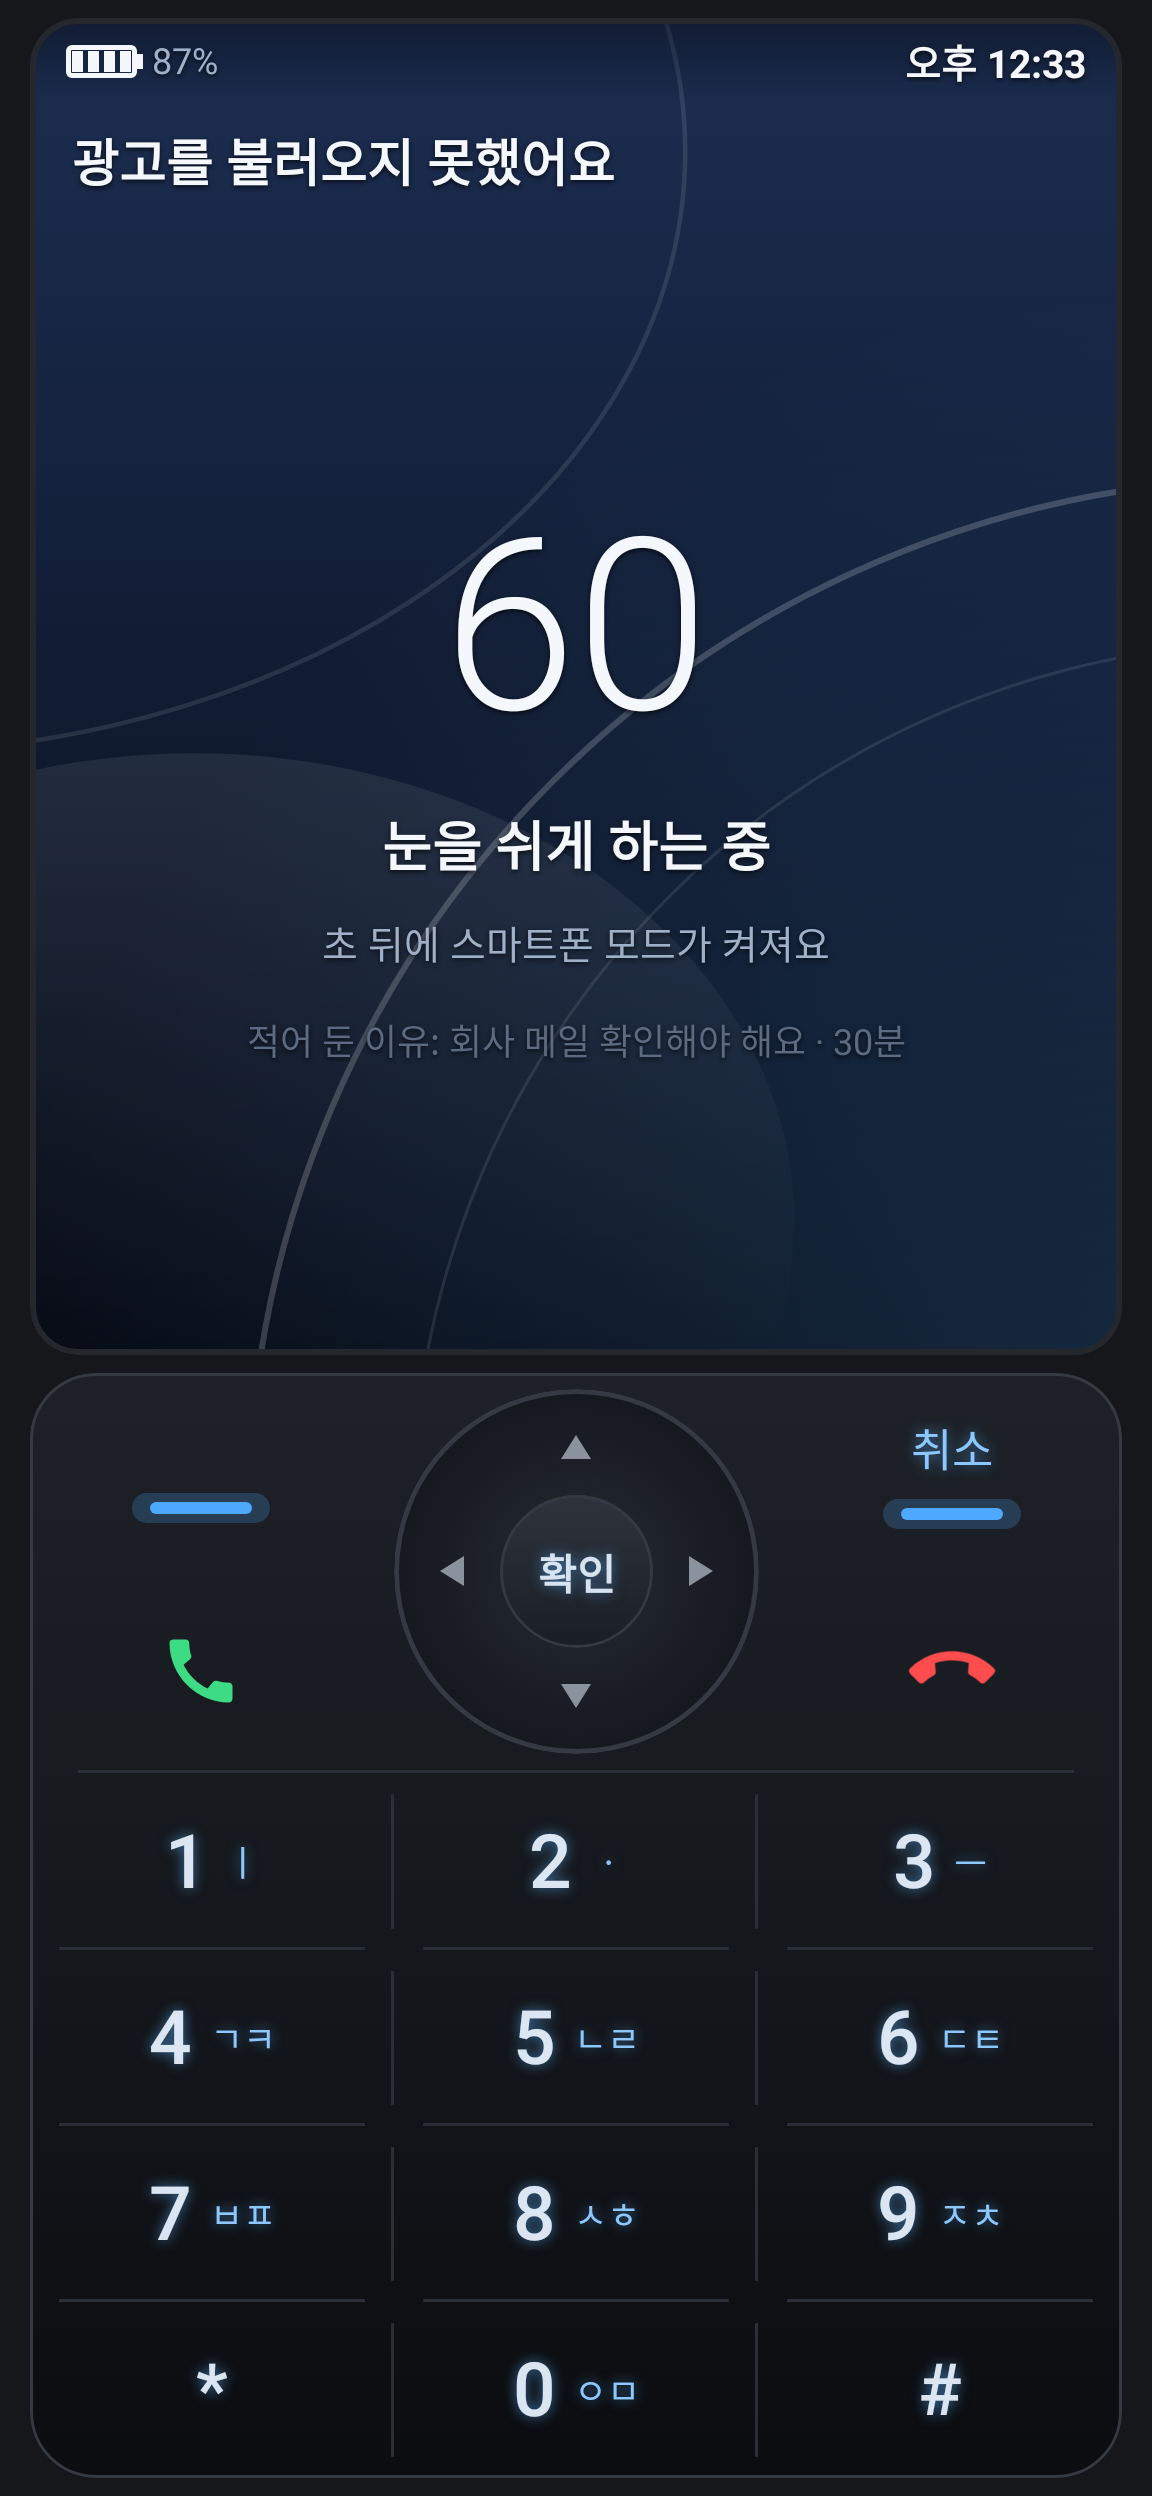 87% 오후 12:33
광고를 불러오지 못했어요
60
눈을 쉬게 하는 중
초 뒤에 스마트폰 모드가 켜져요
적어 둔 이유: 회사 메일 확인해야 해요 · 30분
취소
확인
1 ㅣ 2 · 3 ㅡ
4 ㄱㅋ 5 ㄴㄹ 6 ㄷㅌ
7 ㅂㅍ 8 ㅅㅎ 9 ㅈㅊ
* 0 ㅇㅁ #